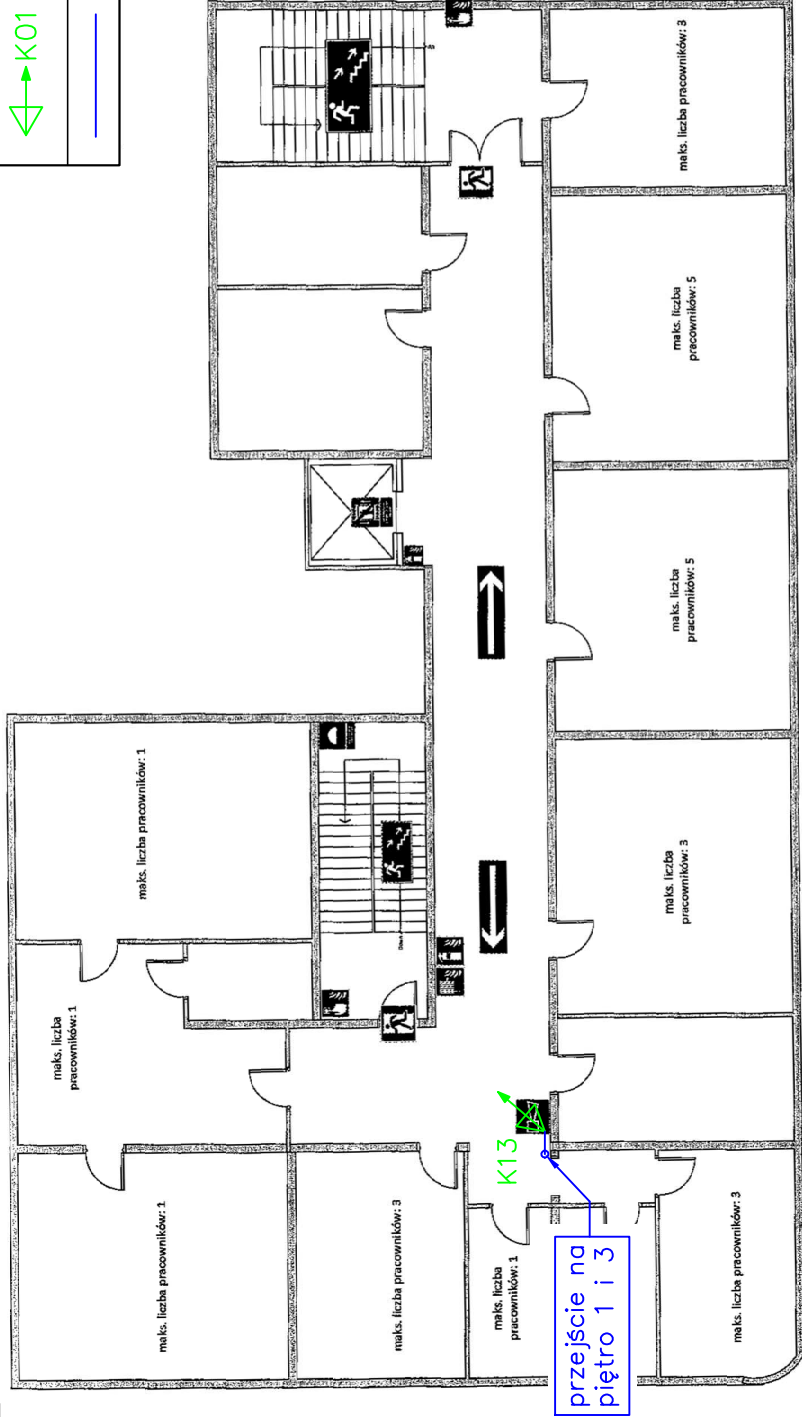 K01
maks. liczba pracowników: 3
maks. liczba
pracowników: 5
maks. liczba
pracowników: 5
maks. liczba pracowników: 1
maks. liczba
pracowników: 3
maks. liczba
pracowników: 1
K13
maks. liczba pracowników: 1
maks. liczba pracowników: 3
maks. liczba
pracowników: 1
maks. liczba pracowników: 3
przejście na
piętro 1 i 3